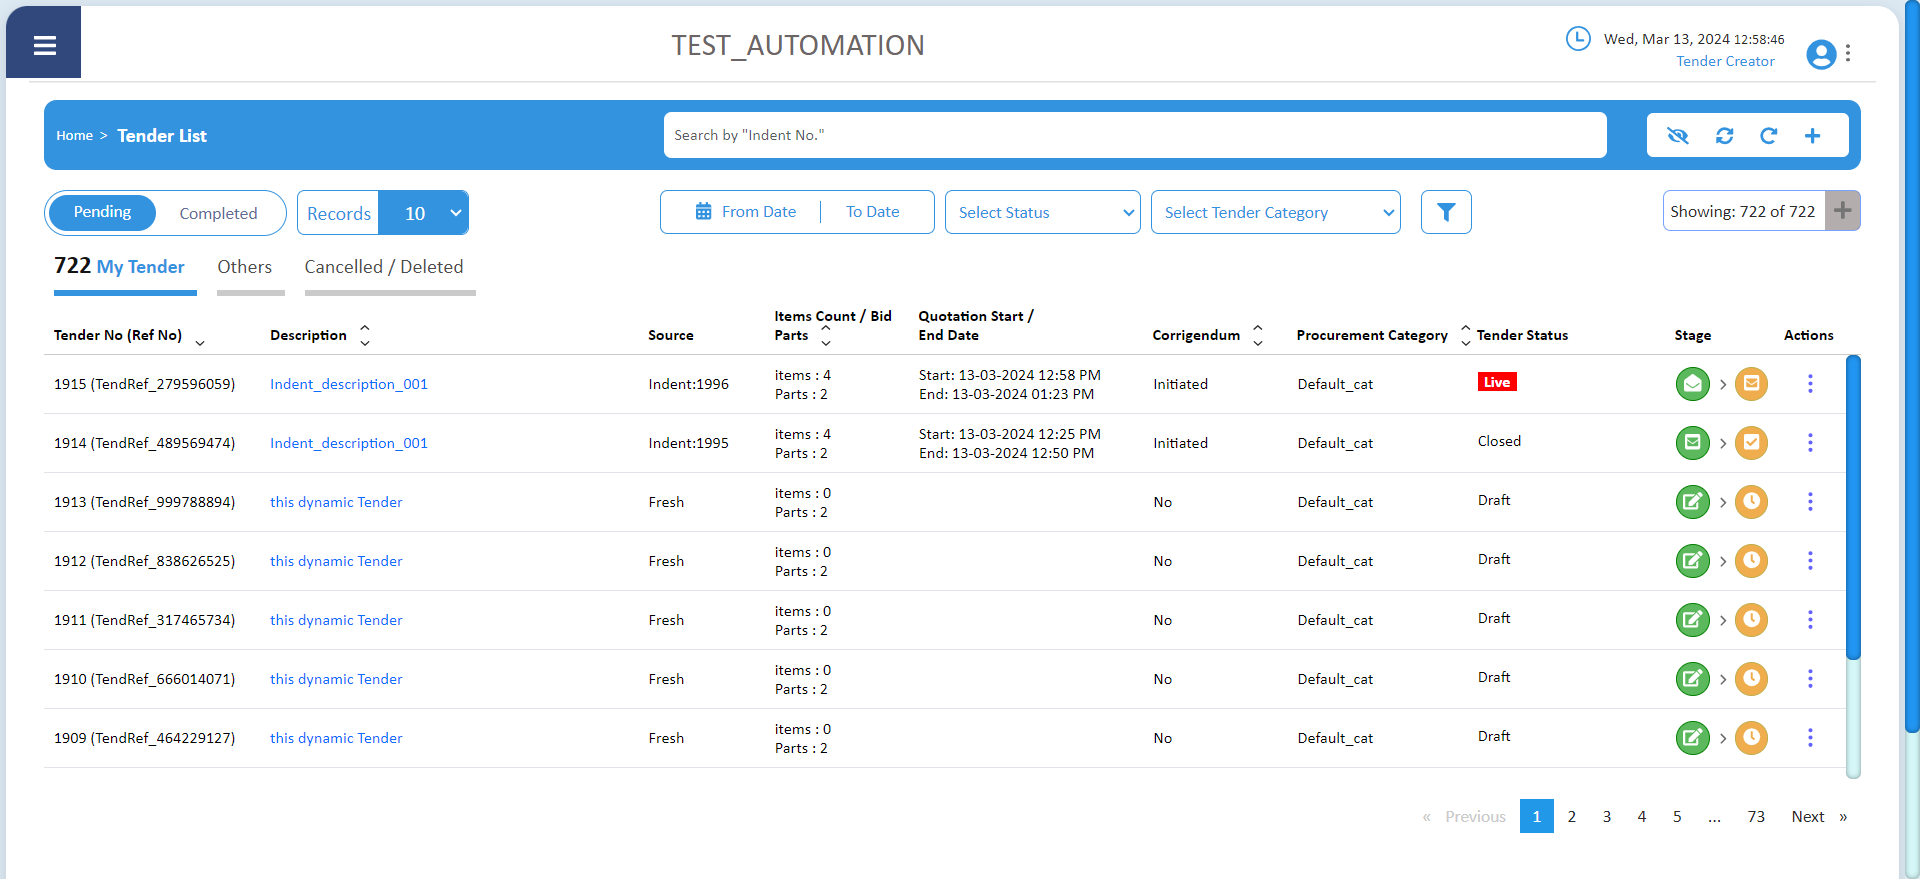 TEST_AUTOMATION
Wed, Mar 13, 2024 12:58:46
Tender Creator
Home > Tender List
Search by "Indent No."
Pending
Completed
Records 10
From Date
To Date
Select Status
Select Tender Category
Showing: 722 of 722 +
722 My Tender
Others
Cancelled / Deleted
Tender No (Ref No)
Description
Source
Items Count / Bid
Parts
Quotation Start /
End Date
Corrigendum
Procurement Category
Tender Status
Stage
Actions
1915 (TendRef_279596059)
Indent_description_001
Indent:1996
items : 4
Parts : 2
Start: 13-03-2024 12:58 PM
End: 13-03-2024 01:23 PM
Initiated
Default_cat
Live
1914 (TendRef_489569474)
Indent_description_001
Indent:1995
items : 4
Parts : 2
Start: 13-03-2024 12:25 PM
End: 13-03-2024 12:50 PM
Initiated
Default_cat
Closed
1913 (TendRef_999788894)
this dynamic Tender
Fresh
items : 0
Parts : 2
No
Default_cat
Draft
1912 (TendRef_838626525)
this dynamic Tender
Fresh
items : 0
Parts : 2
No
Default_cat
Draft
1911 (TendRef_317465734)
this dynamic Tender
Fresh
items : 0
Parts : 2
No
Default_cat
Draft
1910 (TendRef_666014071)
this dynamic Tender
Fresh
items : 0
Parts : 2
No
Default_cat
Draft
1909 (TendRef_464229127)
this dynamic Tender
Fresh
items : 0
Parts : 2
No
Default_cat
Draft
« Previous 1 2 3 4 5 ... 73 Next »